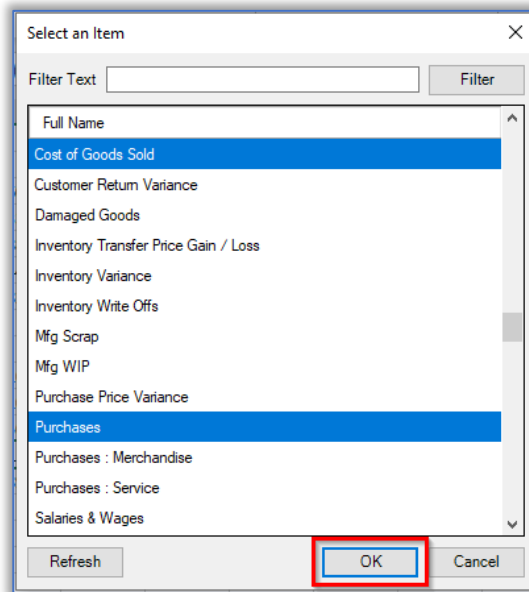 Select an Item
Filter Text
Filter
Full Name
Cost of Goods Sold
Customer Return Variance
Damaged Goods
Inventory Transfer Price Gain / Loss
Inventory Variance
Inventory Write Offs
Mfg Scrap
Mfg WIP
Purchase Price Variance
Purchases
Purchases : Merchandise
Purchases : Service
Salaries & Wages
Refresh OK Cancel